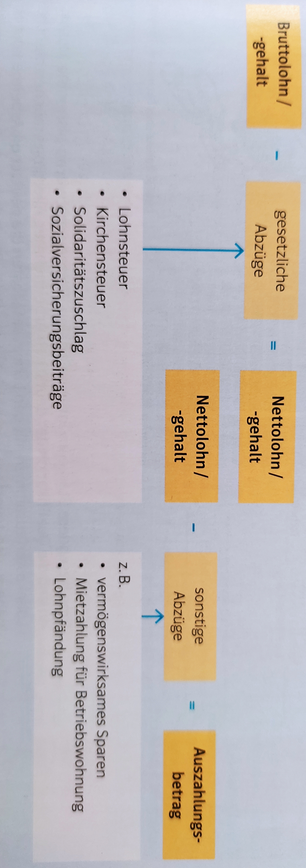 Bruttolohn /
-gehalt
–
gesetzliche
Abzüge
=
Nettolohn /
-gehalt
• Lohnsteuer
• Kirchensteuer
• Solidaritätszuschlag
• Sozialversicherungsbeiträge
Nettolohn /
-gehalt
–
sonstige
Abzüge
=
Auszahlungs-
betrag
z. B.
• vermögenswirksames Sparen
• Mietzahlung für Betriebswohnung
• Lohnpfändung